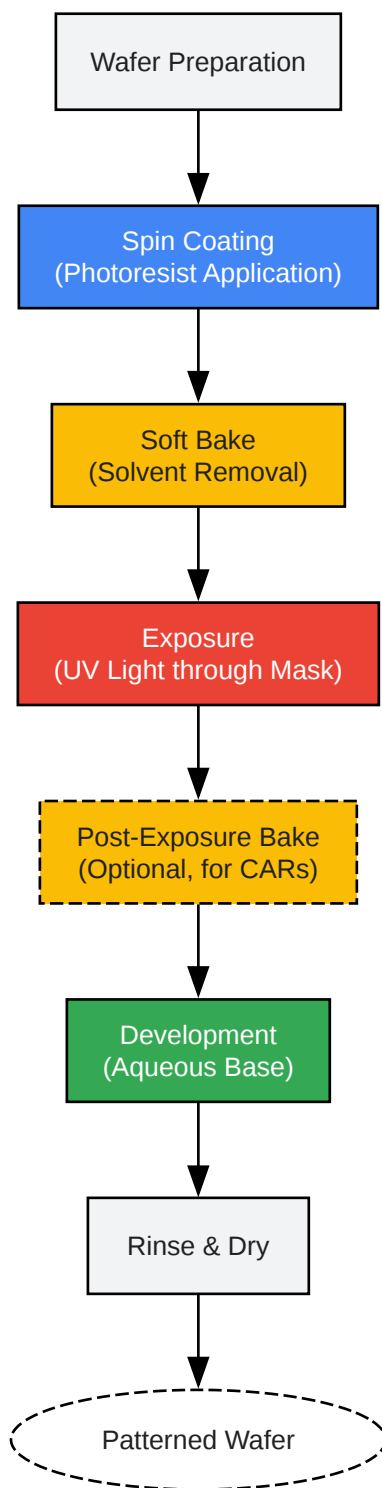 Wafer Preparation
Spin Coating
(Photoresist Application)
Soft Bake
(Solvent Removal)
Exposure
(UV Light through Mask)
Post-Exposure Bake
(Optional, for CARs)
Development
(Aqueous Base)
Rinse & Dry
Patterned Wafer